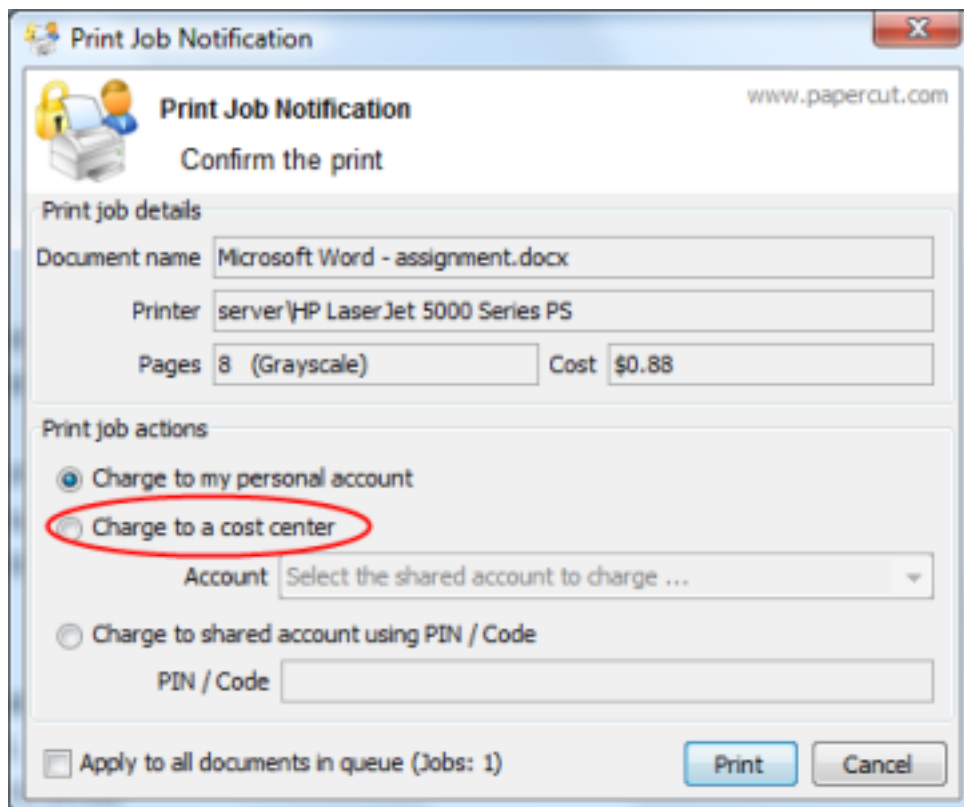 Print Job Notification
www.papercut.com
Print Job Notification
Confirm the print
Print job details
Document name Microsoft Word - assignment.docx
Printer server\HP LaserJet 5000 Series PS
Pages 8 (Grayscale) Cost $0.88
Print job actions
Charge to my personal account
Charge to a cost center
Account Select the shared account to charge ...
Charge to shared account using PIN / Code
PIN / Code
Apply to all documents in queue (Jobs: 1) Print Cancel